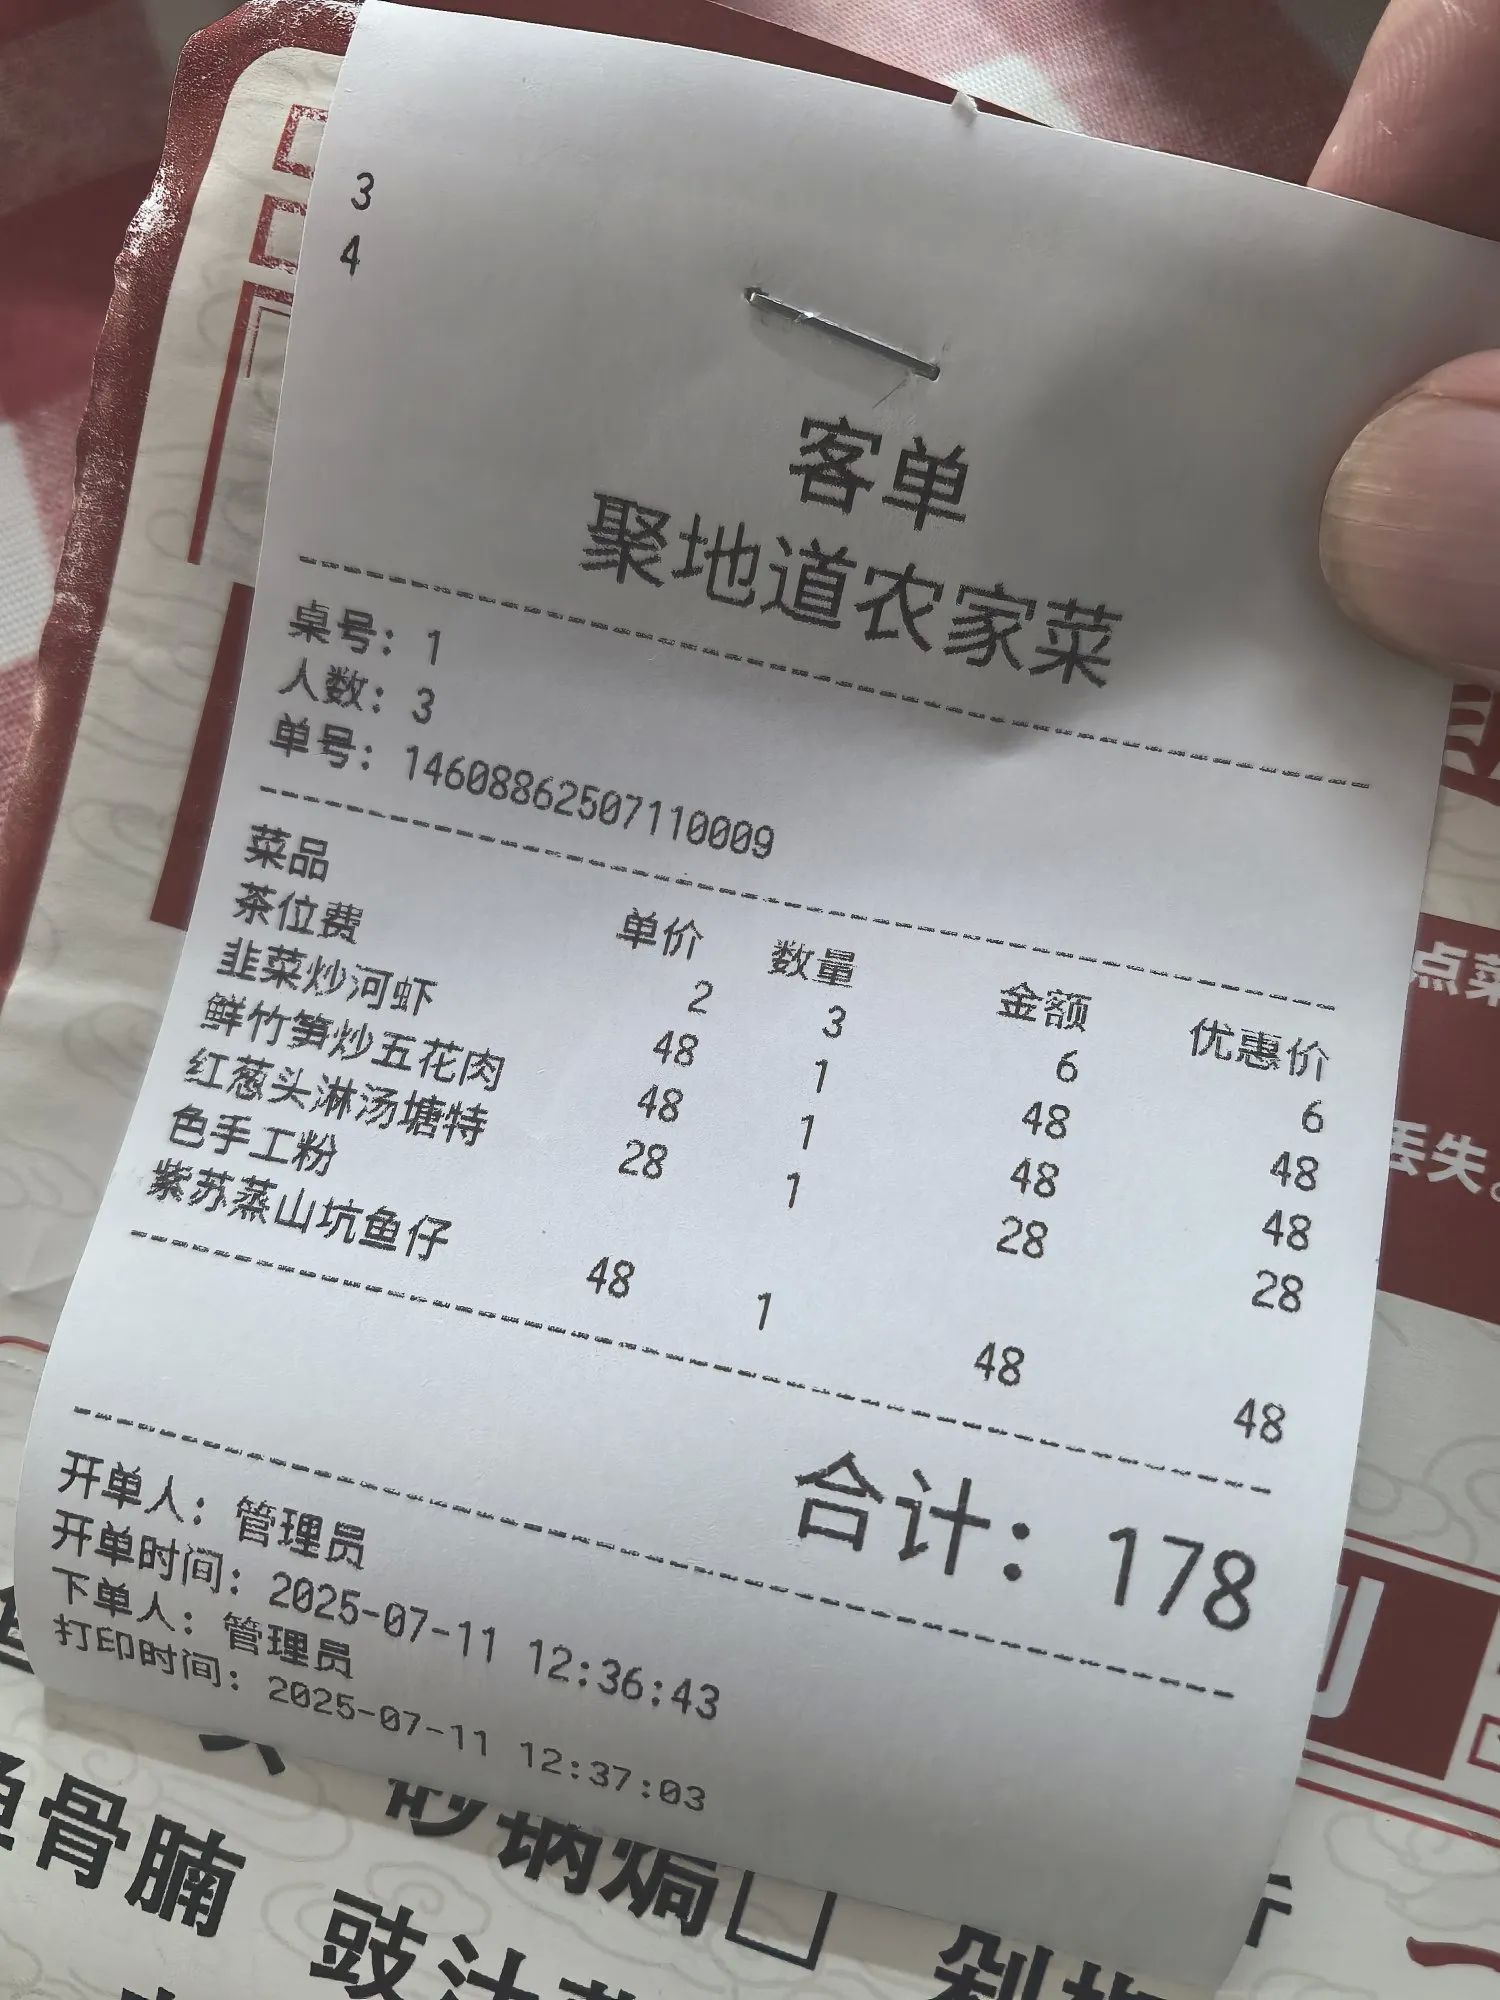 3
4
客单
聚地道农家菜
桌号：1
人数：3
单号：14608862507110009
菜品 单价 数量 金额 优惠价
茶位费 2 3 6 6
韭菜炒河虾 48 1 48 48
鲜竹笋炒五花肉 48 1 48 48
红葱头淋汤塘特 28 1 28 28
色手工粉
紫苏蒸山坑鱼仔 48 1 48 48
合计：178
开单人：管理员
开单时间：2025-07-11 12:36:43
下单人：管理员
打印时间：2025-07-11 12:37:03
点菜
丢失。
骨腩
豉汁